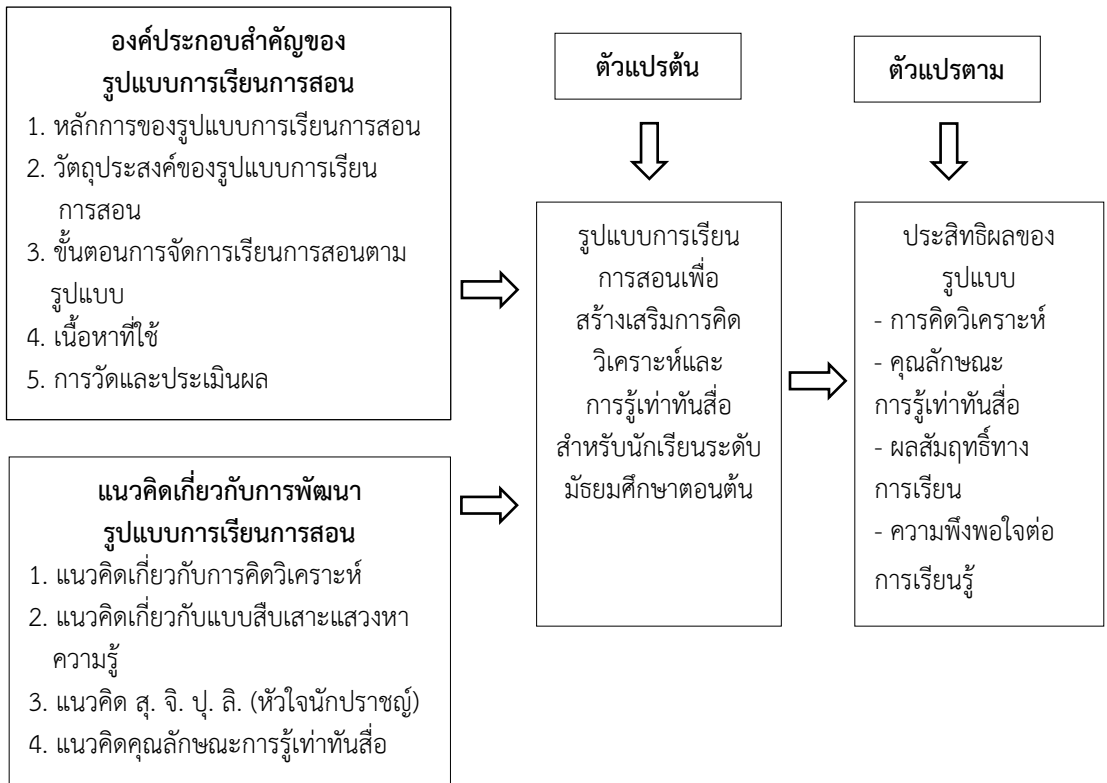 องค์ประกอบสำคัญของ
รูปแบบการเรียนการสอน
1. หลักการของรูปแบบการเรียนการสอน
2. วัตถุประสงค์ของรูปแบบการเรียน
การสอน
3. ขั้นตอนการจัดการเรียนการสอนตาม
รูปแบบ
4. เนื้อหาที่ใช้
5. การวัดและประเมินผล
แนวคิดเกี่ยวกับการพัฒนา
รูปแบบการเรียนการสอน
1. แนวคิดเกี่ยวกับการคิดวิเคราะห์
2. แนวคิดเกี่ยวกับแบบสืบเสาะแสวงหา
ความรู้
3. แนวคิด สุ. จิ. ปุ. ลิ. (หัวใจนักปราชญ์)
4. แนวคิดคุณลักษณะการรู้เท่าทันสื่อ
ตัวแปรต้น
รูปแบบการเรียน
การสอนเพื่อ
สร้างเสริมการคิด
วิเคราะห์และ
การรู้เท่าทันสื่อ
สำหรับนักเรียนระดับ
มัธยมศึกษาตอนต้น
ตัวแปรตาม
ประสิทธิผลของ
รูปแบบ
- การคิดวิเคราะห์
- คุณลักษณะ
การรู้เท่าทันสื่อ
- ผลสัมฤทธิ์ทาง
การเรียน
- ความพึงพอใจต่อ
การเรียนรู้